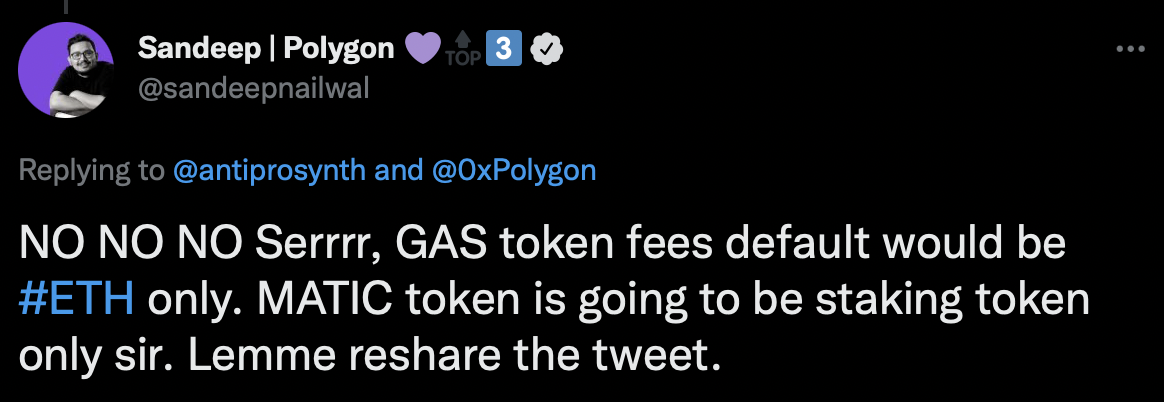 Sandeep | Polygon 💜🔝3️⃣
@sandeepnailwal
Replying to @antiprosynth and @0xPolygon
NO NO NO Serrrr, GAS token fees default would be
#ETH only. MATIC token is going to be staking token
only sir. Lemme reshare the tweet.